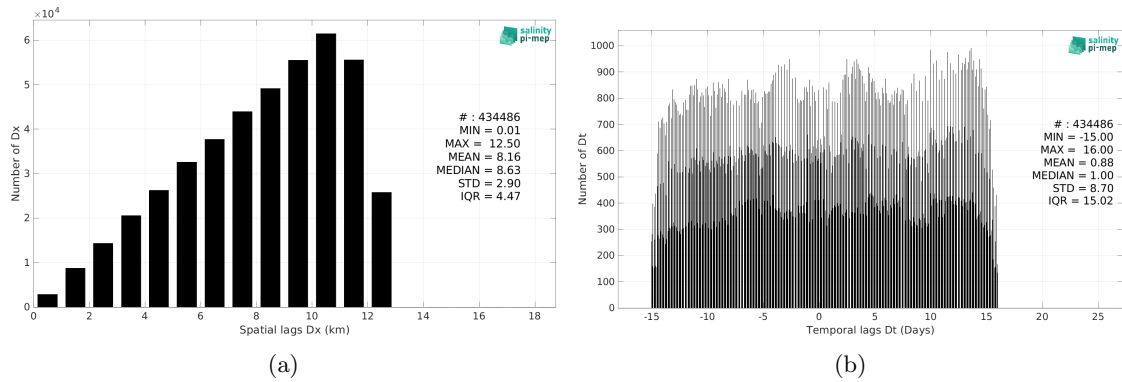 ×10⁴
6
5
4
3
2
1
0
Number of Dx
0 2 4 6 8 10 12 14 16 18
Spatial lags Dx (km)
salinity
pi-mep
# : 434486
MIN = 0.01
MAX = 12.50
MEAN = 8.16
MEDIAN = 8.63
STD = 2.90
IQR = 4.47
(a)
1000
900
800
700
600
500
400
300
200
100
0
Number of Dt
-15 -10 -5 0 5 10 15 20 25
Temporal lags Dt (Days)
salinity
pi-mep
# : 434486
MIN = -15.00
MAX = 16.00
MEAN = 0.88
MEDIAN = 1.00
STD = 8.70
IQR = 15.02
(b)